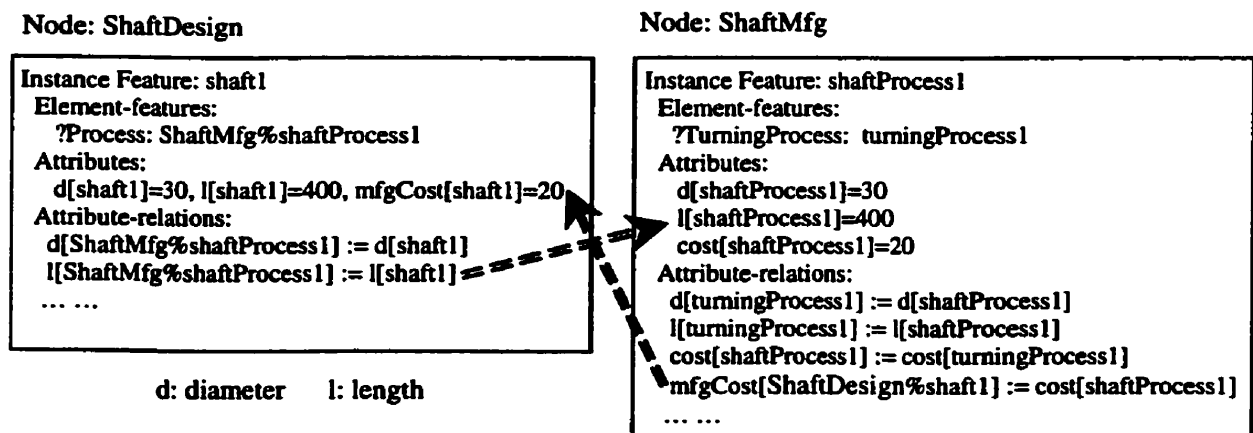 Node: ShaftDesign
Instance Feature: shaft1
Element-features:
?Process: ShaftMfg%shaftProcess1
Attributes:
d[shaft1]=30, l[shaft1]=400, mfgCost[shaft1]=20
Attribute-relations:
d[ShaftMfg%shaftProcess1] := d[shaft1]
l[ShaftMfg%shaftProcess1] := l[shaft1]
... ...
d: diameter l: length
Node: ShaftMfg
Instance Feature: shaftProcess1
Element-features:
?TurningProcess: turningProcess1
Attributes:
d[shaftProcess1]=30
l[shaftProcess1]=400
cost[shaftProcess1]=20
Attribute-relations:
d[turningProcess1] := d[shaftProcess1]
l[turningProcess1] := l[shaftProcess1]
cost[shaftProcess1] := cost[turningProcess1]
mfgCost[ShaftDesign%shaft1] := cost[shaftProcess1]
... ...